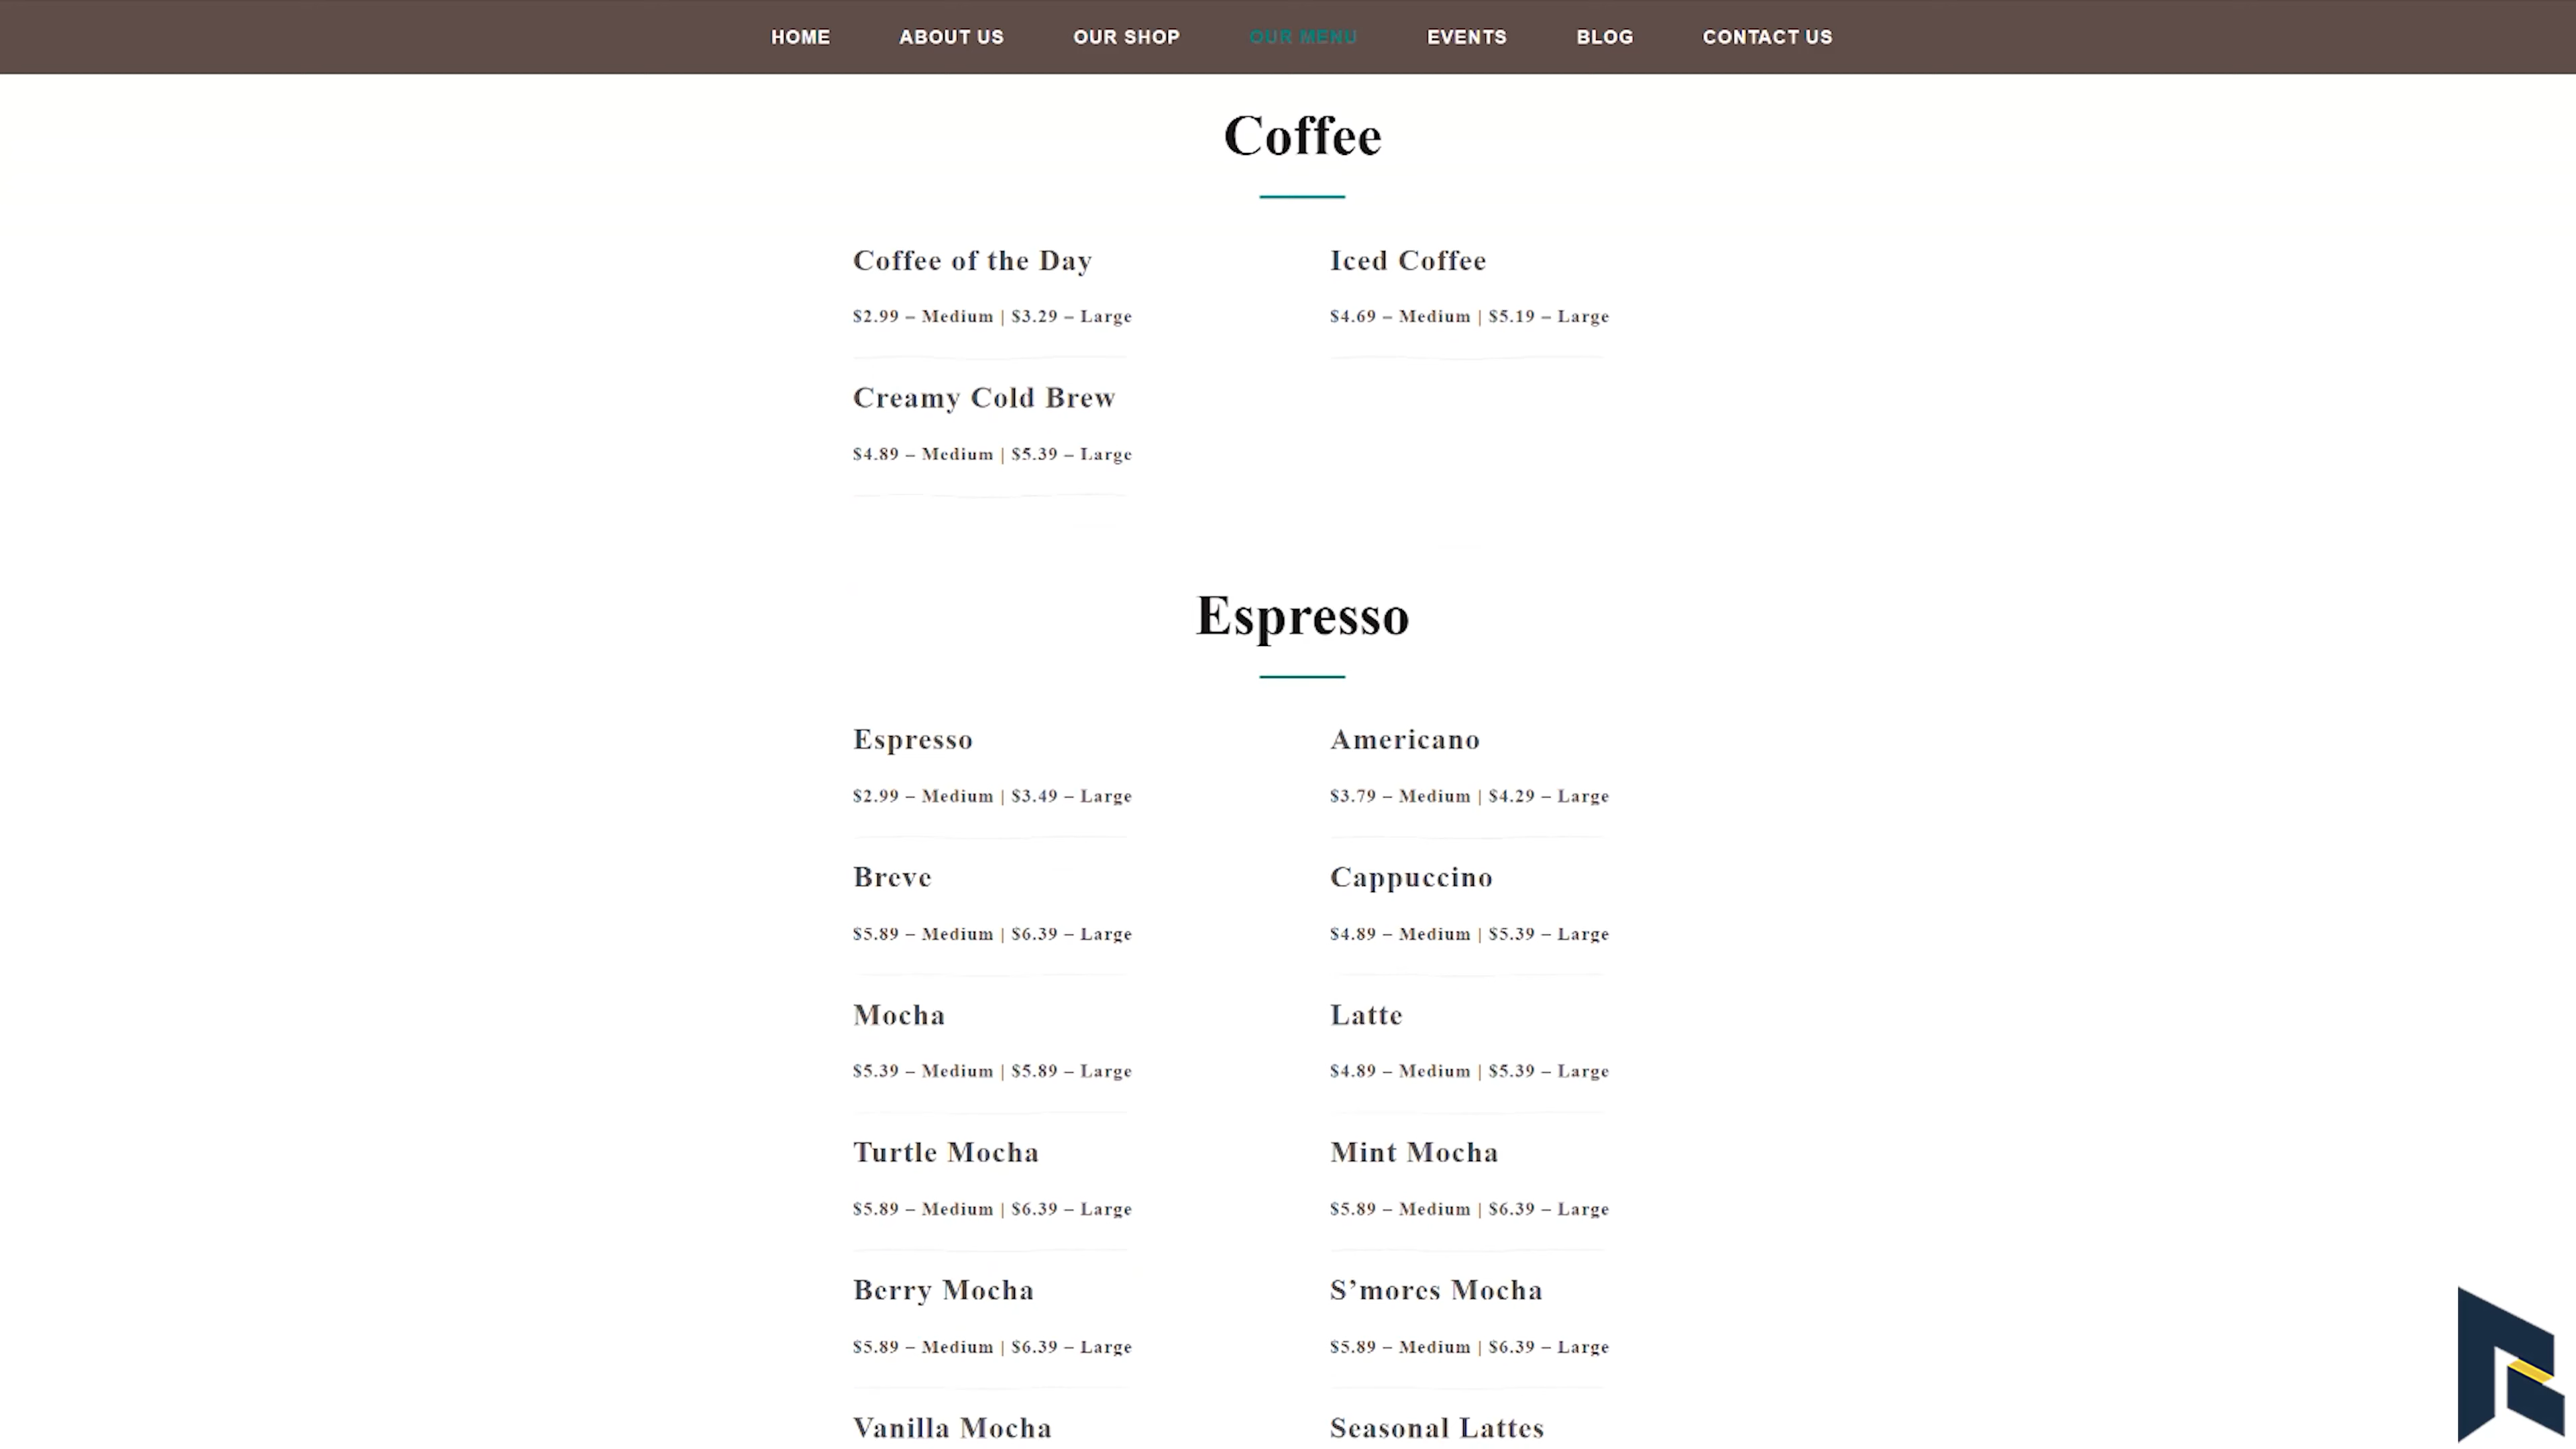 HOME ABOUT US OUR SHOP OUR MENU EVENTS BLOG CONTACT US
Coffee
Coffee of the Day
$2.99 – Medium | $3.29 – Large
Iced Coffee
$4.69 – Medium | $5.19 – Large
Creamy Cold Brew
$4.89 – Medium | $5.39 – Large
Espresso
Espresso
$2.99 – Medium | $3.49 – Large
Americano
$3.79 – Medium | $4.29 – Large
Breve
$5.89 – Medium | $6.39 – Large
Cappuccino
$4.89 – Medium | $5.39 – Large
Mocha
$5.39 – Medium | $5.89 – Large
Latte
$4.89 – Medium | $5.39 – Large
Turtle Mocha
$5.89 – Medium | $6.39 – Large
Mint Mocha
$5.89 – Medium | $6.39 – Large
Berry Mocha
$5.89 – Medium | $6.39 – Large
S’mores Mocha
$5.89 – Medium | $6.39 – Large
Vanilla Mocha
Seasonal Lattes